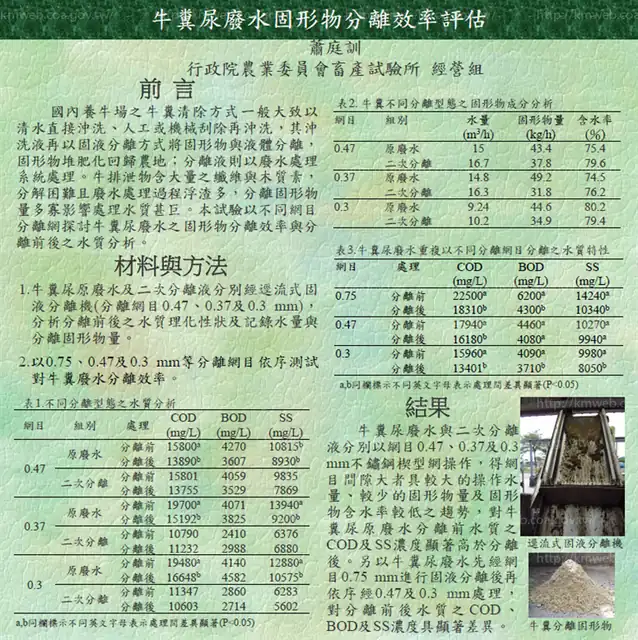 牛糞尿廢水固形物分離效率評估
蕭庭訓
行政院農業委員會畜產試驗所 經營組
前 言
國內養牛場之牛糞清除方式一般大致以
清水直接沖洗、人工或機械刮除再沖洗，其沖
洗液再以固液分離方式將固形物與液體分離，
固形物堆肥化回歸農地；分離液則以廢水處理
系統處理。牛排泄物含大量之纖維與木質素，
分解困難且廢水處理過程浮渣多，分離固形物
量多寡影響處理水質甚巨。本試驗以不同網目
分離網探討牛糞尿廢水之固形物分離效率與分
離前後之水質分析。
材料與方法
1.牛糞尿原廢水及二次分離液分別經逕流式固
液分離機(分離網目0.47、0.37及0.3 mm)，
分析分離前後之水質理化性狀及記錄水量與
分離固形物量。
2.以0.75、0.47及0.3 mm等分離網目依序測試
對牛糞廢水分離效率。
表1.不同分離型態之水質分析
網目 組別 處理 COD (mg/L) BOD (mg/L) SS (mg/L)
0.47 原廢水 分離前 15800ᵃ 4270 10815ᵇ
分離後 13890ᵇ 3607 8930ᵇ
二次分離 分離前 15801 4059 9835
分離後 13755 3529 7869
0.37 原廢水 分離前 19700ᵃ 4071 13940ᵃ
分離後 15192ᵇ 3825 9200ᵇ
二次分離 分離前 10790 2410 6376
分離後 11232 2988 6880
0.3 原廢水 分離前 19480ᵃ 4140 12880ᵃ
分離後 16648ᵇ 4582 10575ᵇ
二次分離 分離前 11347 2860 6283
分離後 10603 2714 5602
a,b同欄標示不同英文字母表示處理間差異顯著(P<0.05)
表2. 牛糞不同分離型態之固形物成分分析
網目 組別 水量 (m³/h) 固形物量 (kg/h) 含水率 (%)
0.47 原廢水 15 43.4 75.4
二次分離 16.7 37.8 79.6
0.37 原廢水 14.8 49.2 74.5
二次分離 16.3 31.8 76.2
0.3 原廢水 9.24 44.6 80.2
二次分離 10.2 34.9 79.4
表3.牛糞尿廢水重複以不同分離網目分離之水質特性
網目 處理 COD (mg/L) BOD (mg/L) SS (mg/L)
0.75 分離前 22500ᵃ 6200ᵃ 14240ᵃ
分離後 18310ᵇ 4300ᵇ 10340ᵇ
0.47 分離前 17940ᵃ 4460ᵃ 10270ᵃ
分離後 16180ᵇ 4080ᵃ 9940ᵃ
0.3 分離前 15960ᵃ 4090ᵃ 9980ᵃ
分離後 13401ᵇ 3710ᵇ 8050ᵇ
a,b同欄標示不同英文字母表示處理間差異顯著(P<0.05)
結果
牛糞尿廢水與二次分離
液分別以網目0.47、0.37及0.3
mm不鏽鋼楔型網操作，得網
目間隙大者具較大的操作水
量、較少的固形物量及固形
物含水率較低之趨勢，對牛
糞尿原廢水分離前水質之
COD及SS濃度顯著高於分離
後。另以牛糞尿廢水先經網
目0.75 mm進行固液分離後再
依序經0.47及0.3 mm處理，
對分離前後水質之COD、
BOD及SS濃度具顯著差異。
逕流式固液分離機
牛糞分離固形物